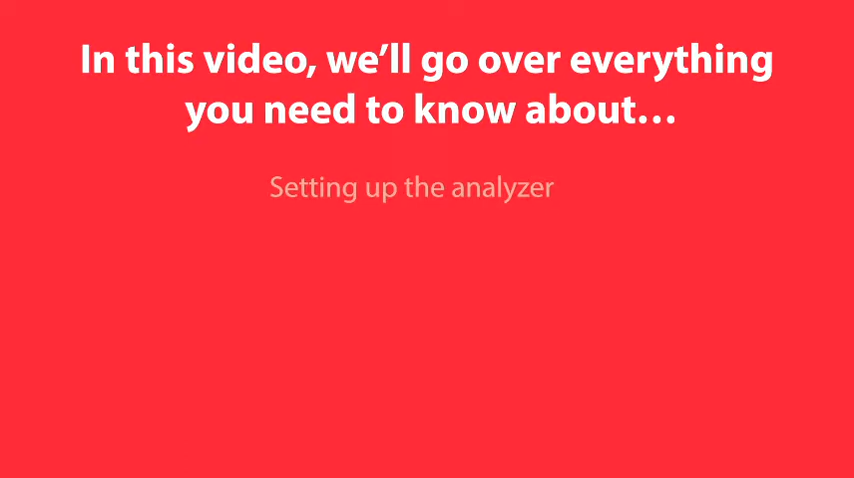 In this video, we’ll go over everything
you need to know about…
Setting up the analyzer